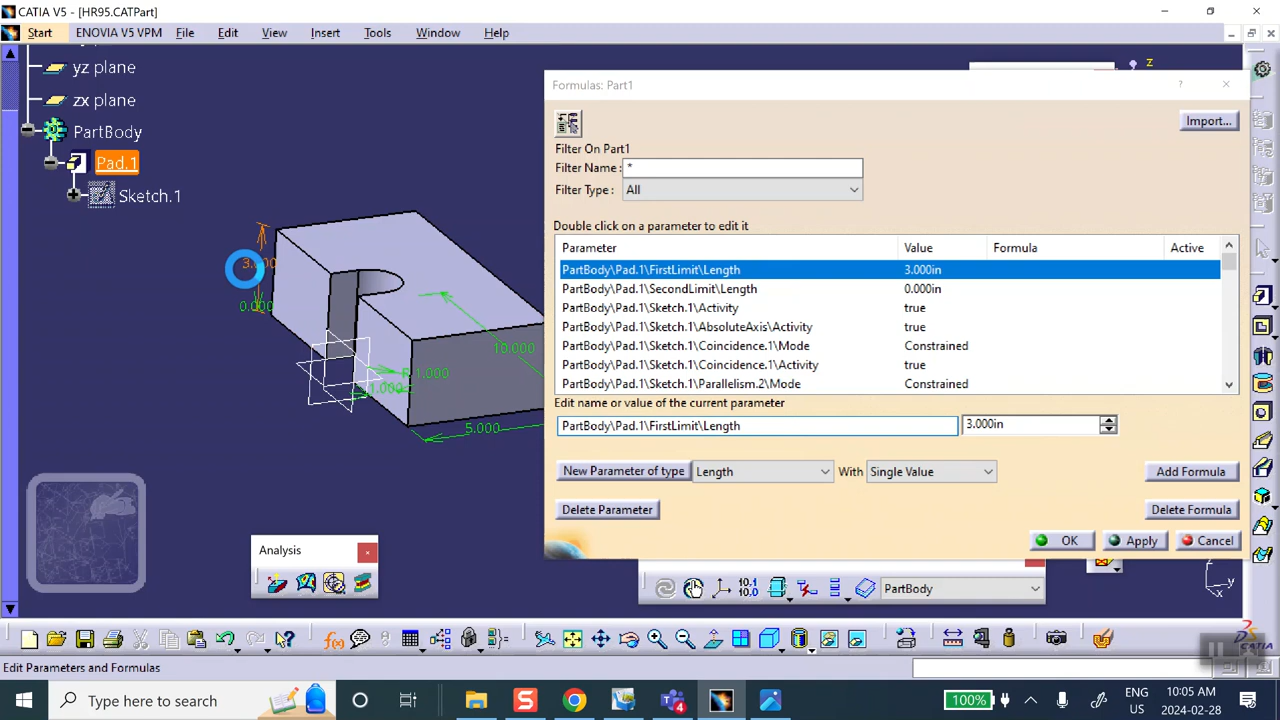 CATIA V5 - [HR95.CATPart]
Start
ENOVIA V5 VPM
File
Edit
View
Insert
Tools
Window
Help
yz plane
zx plane
PartBody
Pad.1
Sketch.1
0.000
10.000
R 1.000
5.000
z
y
x
Formulas: Part1
?
Import...
Filter On Part1
Filter Name : *
Filter Type : All
Double click on a parameter to edit it
Parameter Value Formula Active
PartBody\Pad.1\FirstLimit\Length 3.000in
PartBody\Pad.1\SecondLimit\Length 0.000in
PartBody\Pad.1\Sketch.1\Activity true
PartBody\Pad.1\Sketch.1\AbsoluteAxis\Activity true
PartBody\Pad.1\Sketch.1\Coincidence.1\Mode Constrained
PartBody\Pad.1\Sketch.1\Coincidence.1\Activity true
PartBody\Pad.1\Sketch.1\Parallelism.2\Mode Constrained
Edit name or value of the current parameter
PartBody\Pad.1\FirstLimit\Length 3.000in
New Parameter of type Length With Single Value Add Formula
Delete Parameter Delete Formula
OK Apply Cancel
Analysis
10.1
10.0
PartBody
f(x)
Edit Parameters and Formulas
CATIA
Type here to search
100%
ENG
US
10:05 AM
2024-02-28